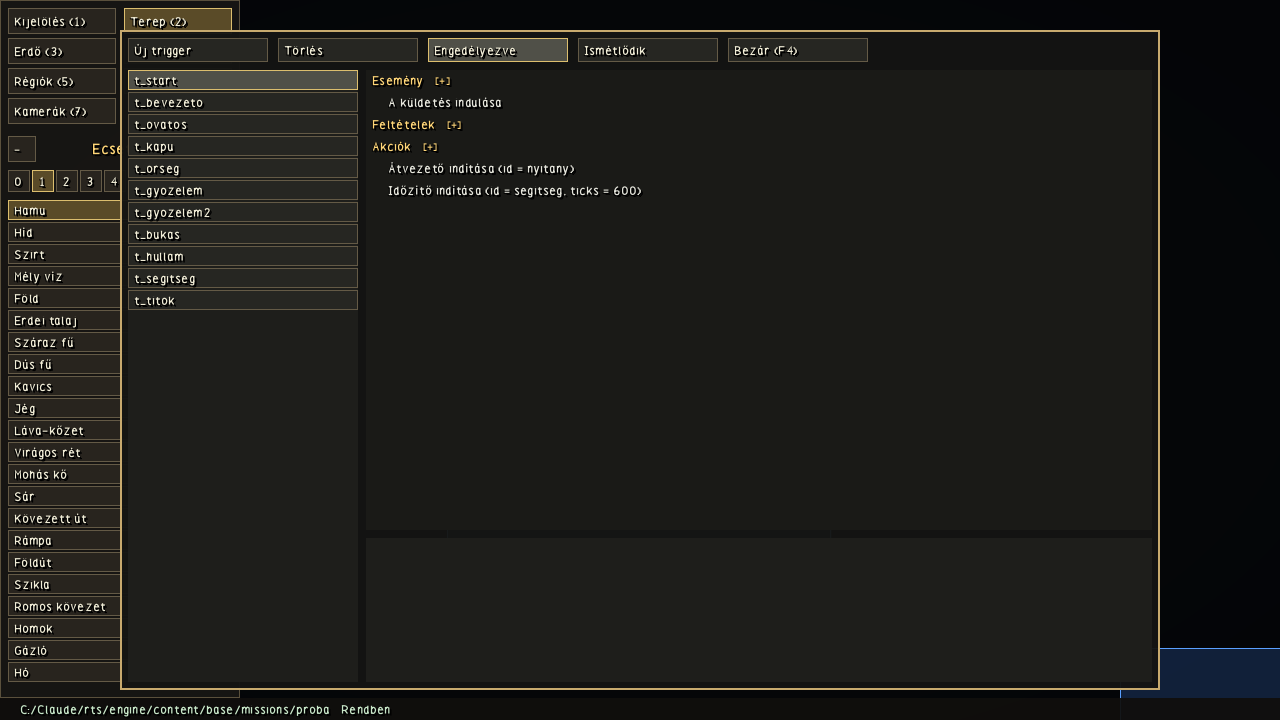 Kijelölés (1)
Terep (2)
Erdő (3)
Régiók (5)
Kamerák (7)
-
Ecse
0 1 2 3 4
Hamu
Híd
Szirt
Mély víz
Föld
Erdei talaj
Száraz fű
Dús fű
Kavics
Jég
Láva-kőzet
Virágos rét
Mohás kő
Sár
Kövezett út
Rámpa
Földút
Szikla
Romos kövezet
Homok
Gázló
Hó
Új trigger
Törlés
Engedélyezve
Ismétlődik
Bezár (F4)
t_start
t_bevezeto
t_ovatos
t_kapu
t_orseg
t_gyozelem
t_gyozelem2
t_bukas
t_hullam
t_segitseg
t_titok
Esemény [+]
A küldetés indulása
Feltételek [+]
Akciók [+]
Átvezető indítása (id = nyitany)
Időzítő indítása (id = segitseg, ticks = 600)
C:/Claude/rts/engine/content/base/missions/proba Rendben